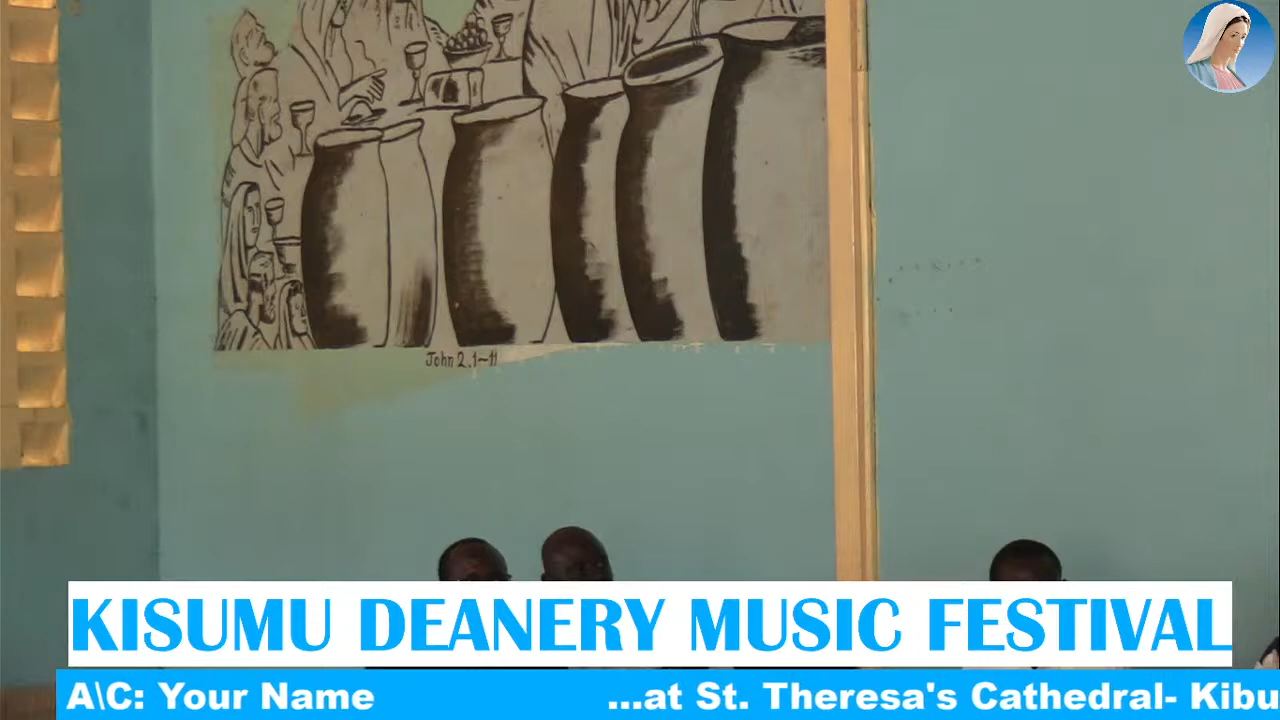 John 2.1~11
KISUMU DEANERY MUSIC FESTIVAL
A\C: Your Name ...at St. Theresa's Cathedral- Kibu